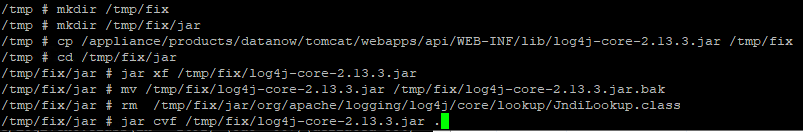 /tmp # mkdir /tmp/fix
/tmp # mkdir /tmp/fix/jar
/tmp # cp /appliance/products/datanow/tomcat/webapps/api/WEB-INF/lib/log4j-core-2.13.3.jar /tmp/fix
/tmp # cd /tmp/fix/jar
/tmp/fix/jar # jar xf /tmp/fix/log4j-core-2.13.3.jar
/tmp/fix/jar # mv /tmp/fix/log4j-core-2.13.3.jar /tmp/fix/log4j-core-2.13.3.jar.bak
/tmp/fix/jar # rm  /tmp/fix/jar/org/apache/logging/log4j/core/lookup/JndiLookup.class
/tmp/fix/jar # jar cvf /tmp/fix/log4j-core-2.13.3.jar .